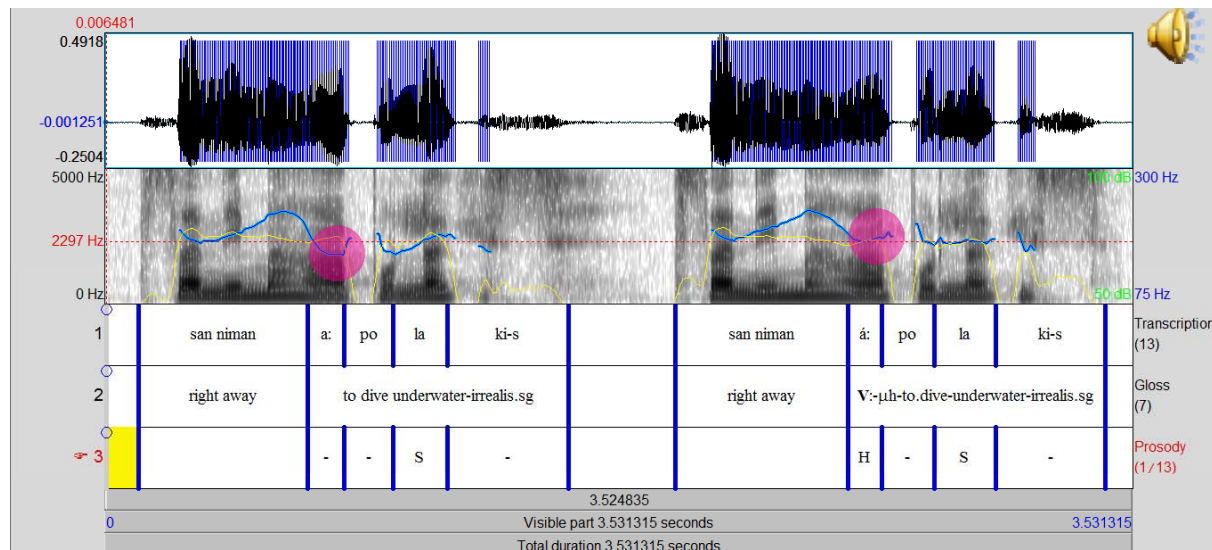 0.006481
0.4918
-0.001251
-0.2504
5000 Hz 100 dB 300 Hz
2297 Hz
0 Hz 50 dB 75 Hz
1 san niman a: po la ki-s san niman á: po la ki-s Transcription (13)
2 right away to dive underwater-irrealis.sg right away V:-μh-to.dive-underwater-irrealis.sg Gloss (7)
3 - - S - H - S - Prosody (1/13)
3.524835
0 Visible part 3.531315 seconds 3.531315
Total duration 3.531315 seconds